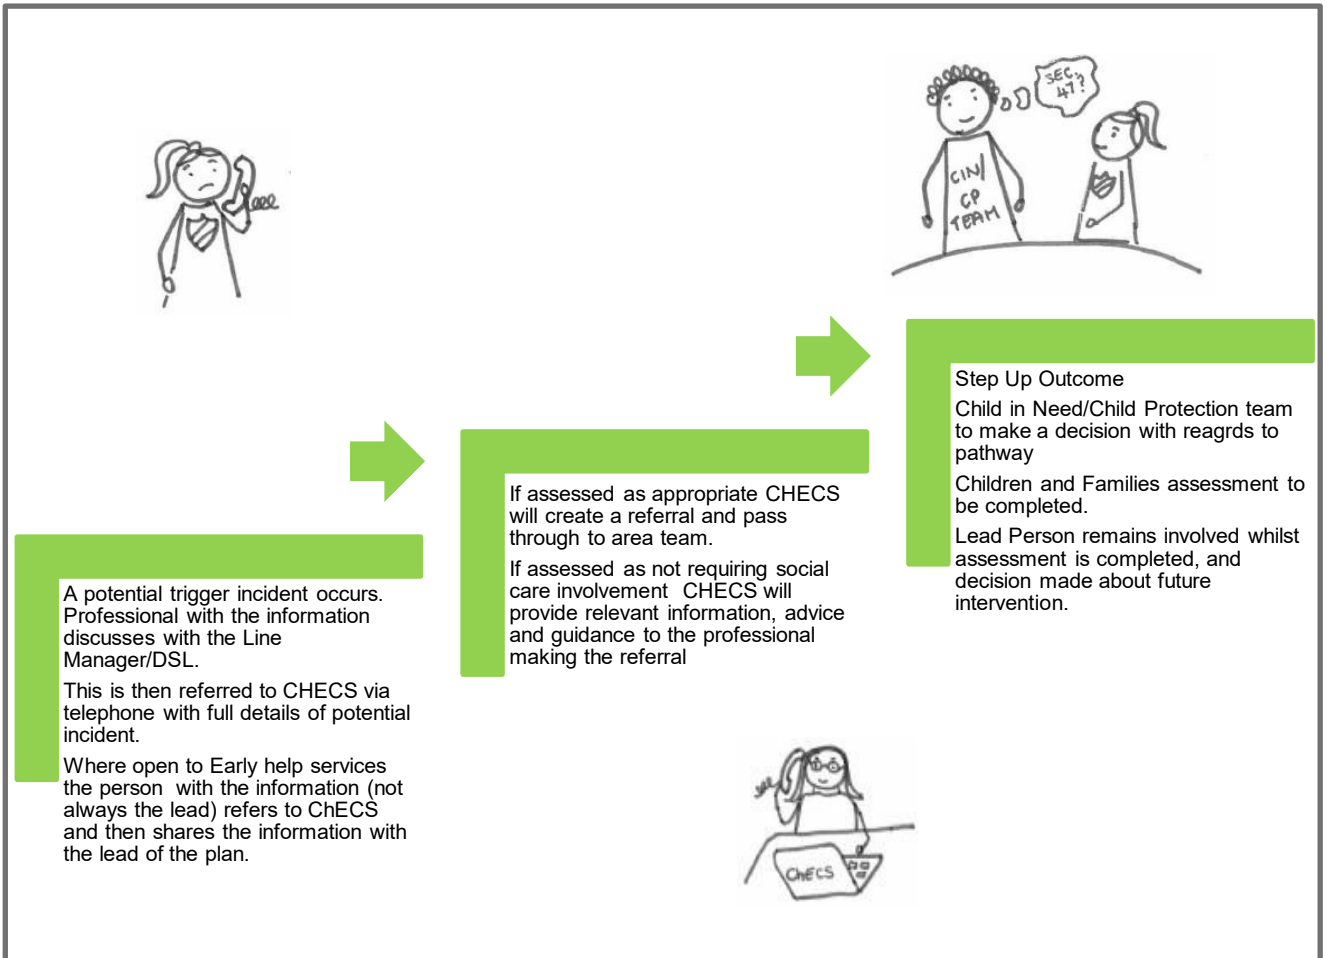 SEC.
47?
CIN/
CP
TEAM
A potential trigger incident occurs.
Professional with the information
discusses with the Line
Manager/DSL.
This is then referred to CHECS via
telephone with full details of potential
incident.
Where open to Early help services
the person with the information (not
always the lead) refers to ChECS
and then shares the information with
the lead of the plan.
If assessed as appropriate CHECS
will create a referral and pass
through to area team.
If assessed as not requiring social
care involvement CHECS will
provide relevant information, advice
and guidance to the professional
making the referral
Step Up Outcome
Child in Need/Child Protection team
to make a decision with reagrds to
pathway
Children and Families assessment to
be completed.
Lead Person remains involved whilst
assessment is completed, and
decision made about future
intervention.
ChECS